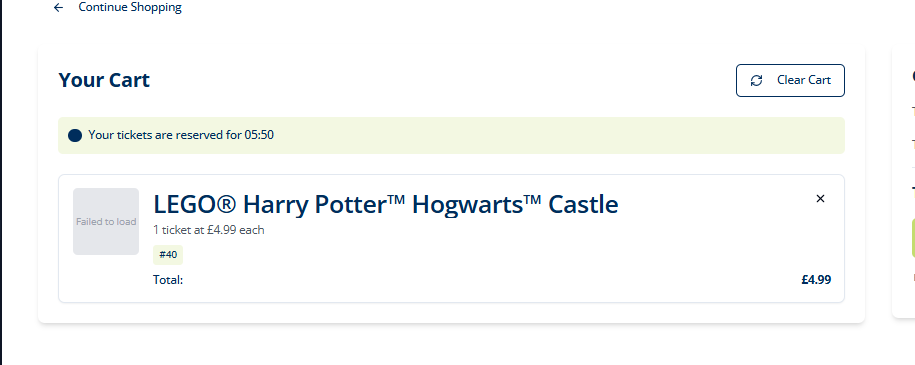 Continue Shopping
Your Cart
Clear Cart
Your tickets are reserved for 05:50
Failed to load
LEGO® Harry Potter™ Hogwarts™ Castle
1 ticket at £4.99 each
#40
Total:
£4.99